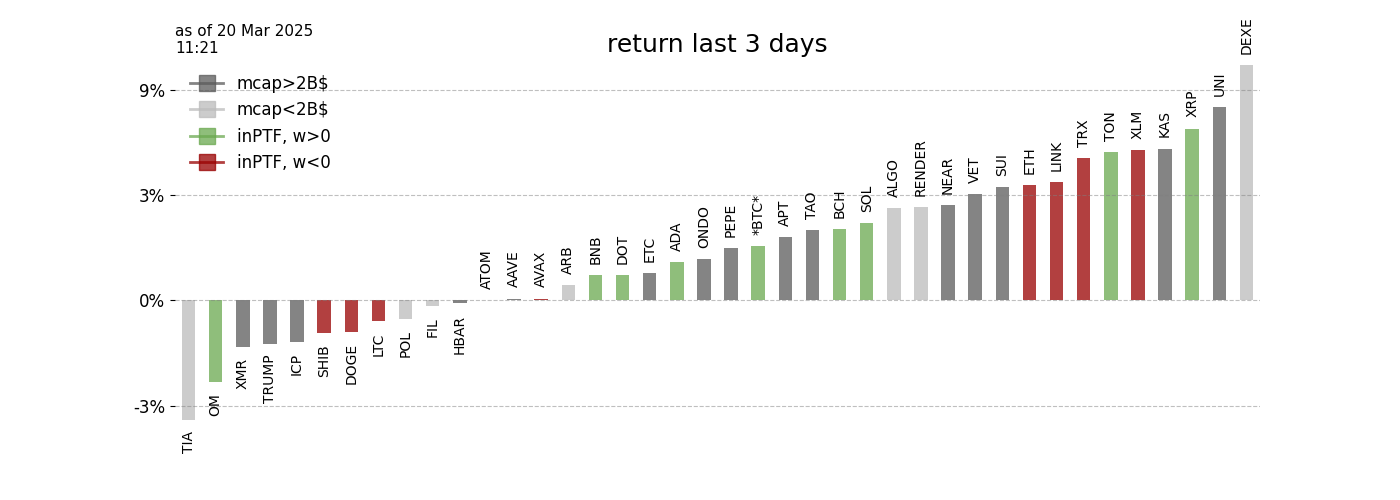 as of 20 Mar 2025
11:21
return last 3 days
mcap>2B$
mcap<2B$
inPTF, w>0
inPTF, w<0
9%
3%
0%
-3%
TIA
OM
XMR
TRUMP
ICP
SHIB
DOGE
LTC
POL
FIL
HBAR
ATOM
AAVE
AVAX
ARB
BNB
DOT
ETC
ADA
ONDO
PEPE
*BTC*
APT
TAO
BCH
SOL
ALGO
RENDER
NEAR
VET
SUI
ETH
LINK
TRX
TON
XLM
KAS
XRP
UNI
DEXE